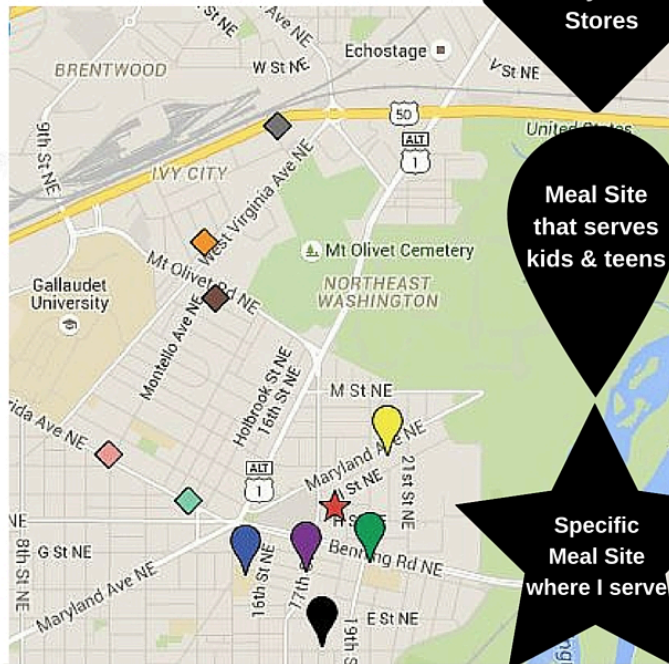 Stores
St NE
Ave NE
Echostage
BRENTWOOD
W St NE
V St NE
50
United States
ALT
1
9th St NE
IVY CITY
West Virginia Ave NE
Meal Site
that serves
kids & teens
Mt Olivet Cemetery
Mt Olivet Rd NE
NORTHEAST
WASHINGTON
Gallaudet
University
Montello Ave NE
Holbrook St NE
16th St NE
M St NE
rida Ave NE
Maryland Ave NE
21st St NE
I St NE
ALT
1
H St NE
NE
G St NE
8th St NE
Benning Rd NE
16th St NE
17th
Maryland Ave NE
E St NE
19th S
Specific
Meal Site
where I serve